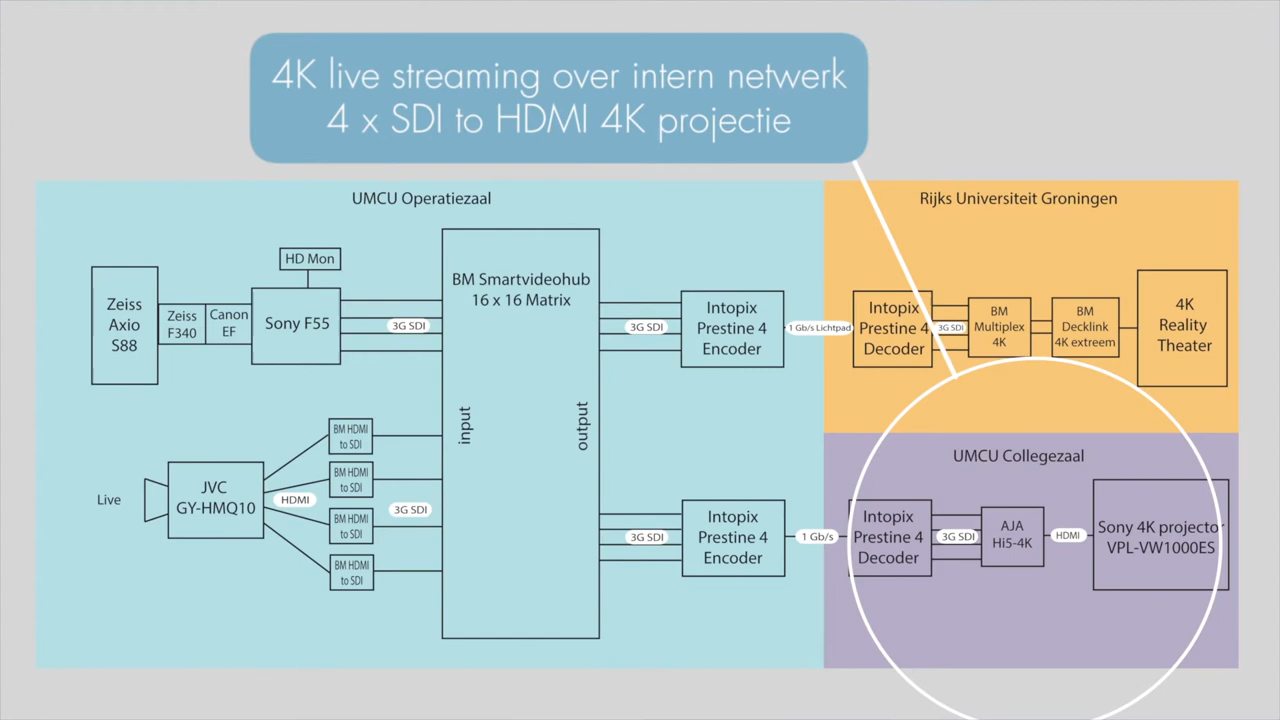 4K live streaming over intern netwerk
4 x SDI to HDMI 4K projectie
UMCU Operatiezaal
HD Mon
Zeiss
Axio
S88
Zeiss
F340
Canon
EF
Sony F55
3G SDI
BM Smartvideohub
16 x 16 Matrix
input
output
3G SDI
Intopix
Prestine 4
Encoder
1 Gb/s Lichtpad
Live
JVC
GY-HMQ10
HDMI
BM HDMI
to SDI
BM HDMI
to SDI
BM HDMI
to SDI
BM HDMI
to SDI
3G SDI
3G SDI
Intopix
Prestine 4
Encoder
1 Gb/s
Rijks Universiteit Groningen
Intopix
Prestine 4
Decoder
3G SDI
BM
Multiplex
4K
BM
Decklink
4K extreem
4K
Reality
Theater
UMCU Collegezaal
Intopix
Prestine 4
Decoder
3G SDI
AJA
Hi5-4K
HDMI
Sony 4K projector
VPL-VW1000ES